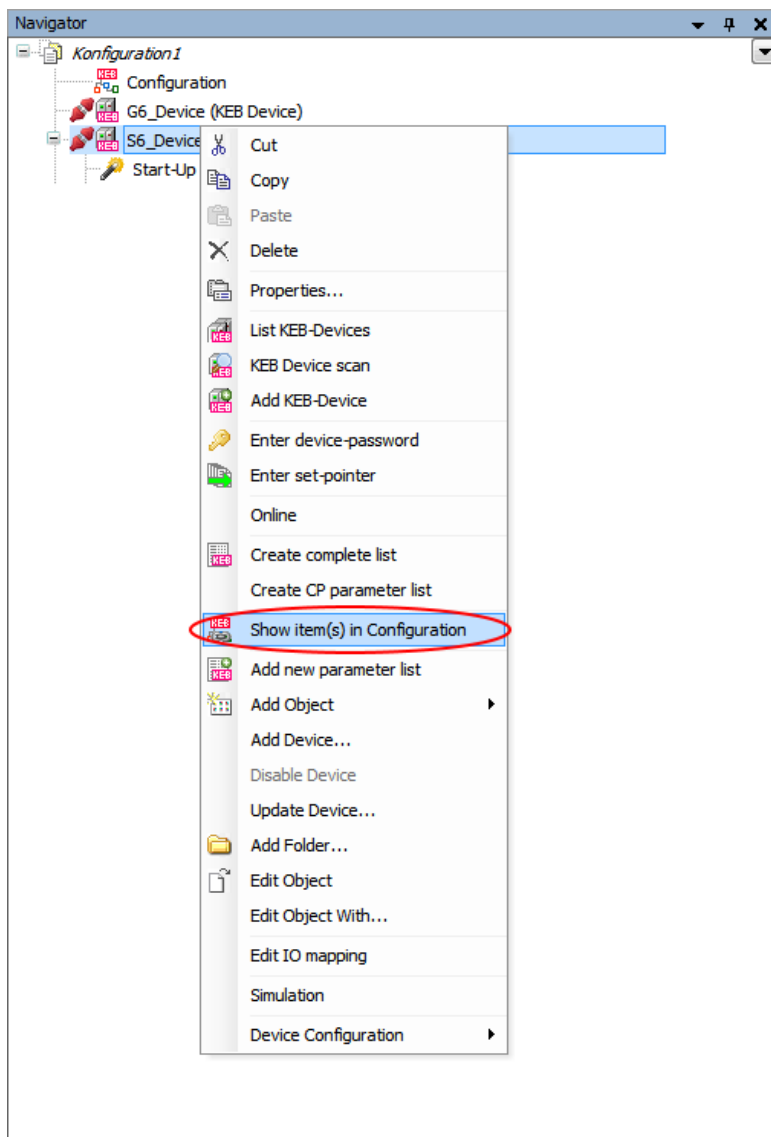 Navigator
Konfiguration1
Configuration
G6_Device (KEB Device)
S6_Device
Start-Up
Cut
Copy
Paste
Delete
Properties...
List KEB-Devices
KEB Device scan
Add KEB-Device
Enter device-password
Enter set-pointer
Online
Create complete list
Create CP parameter list
Show item(s) in Configuration
Add new parameter list
Add Object
Add Device...
Disable Device
Update Device...
Add Folder...
Edit Object
Edit Object With...
Edit IO mapping
Simulation
Device Configuration